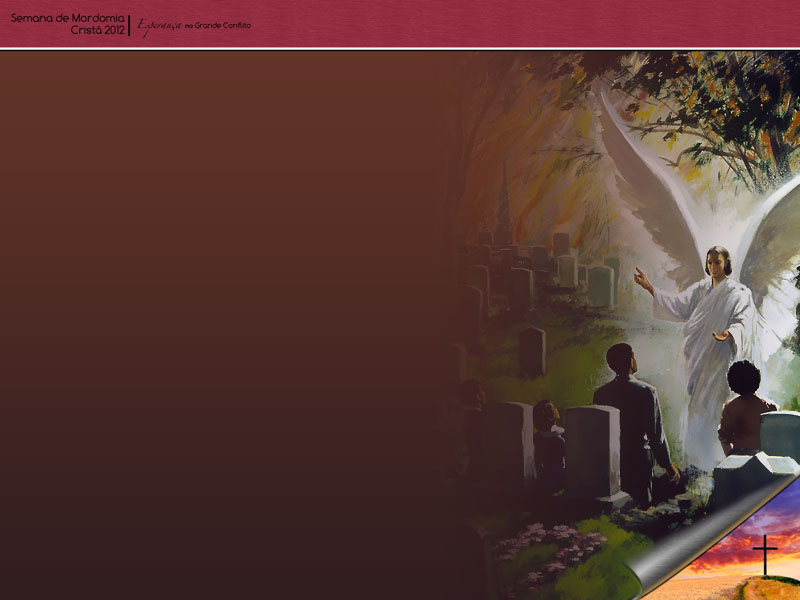 Semana de Mordomia
Cristã 2012
Esperança no Grande Conflito